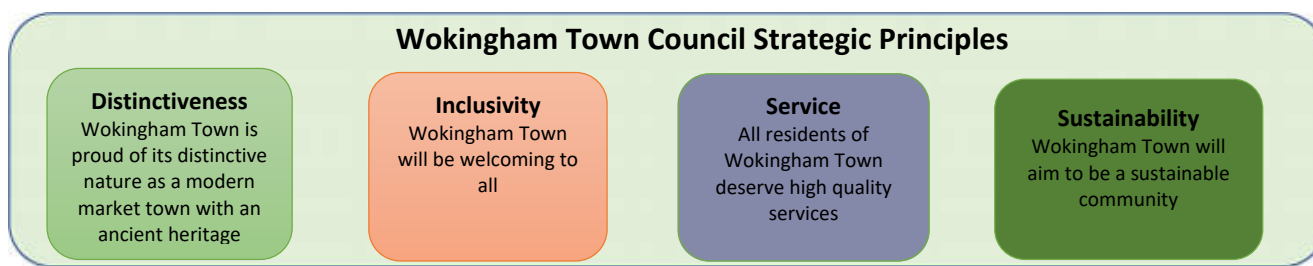 Wokingham Town Council Strategic Principles
Distinctiveness
Wokingham Town is
proud of its distinctive
nature as a modern
market town with an
ancient heritage
Inclusivity
Wokingham Town
will be welcoming to
all
Service
All residents of
Wokingham Town
deserve high quality
services
Sustainability
Wokingham Town will
aim to be a sustainable
community